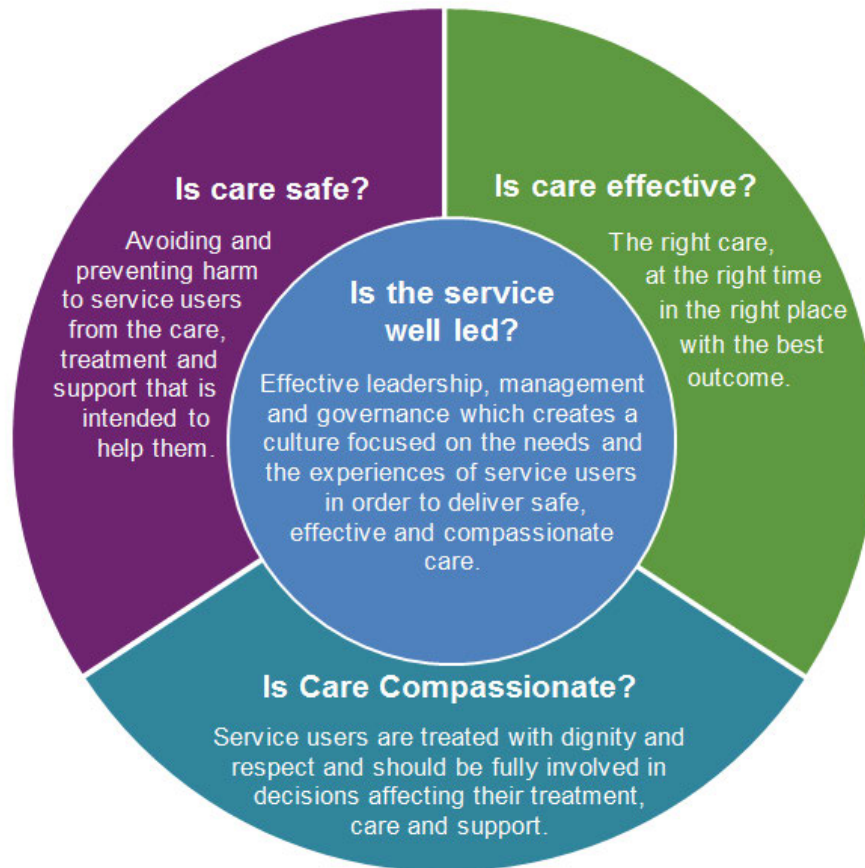 Is care safe?
Avoiding and
preventing harm
to service users
from the care,
treatment and
support that is
intended to
help them.
Is care effective?
The right care,
at the right time
in the right place
with the best
outcome.
Is the service
well led?
Effective leadership, management
and governance which creates a
culture focused on the needs and
the experiences of service users
in order to deliver safe,
effective and compassionate
care.
Is Care Compassionate?
Service users are treated with dignity and
respect and should be fully involved in
decisions affecting their treatment,
care and support.